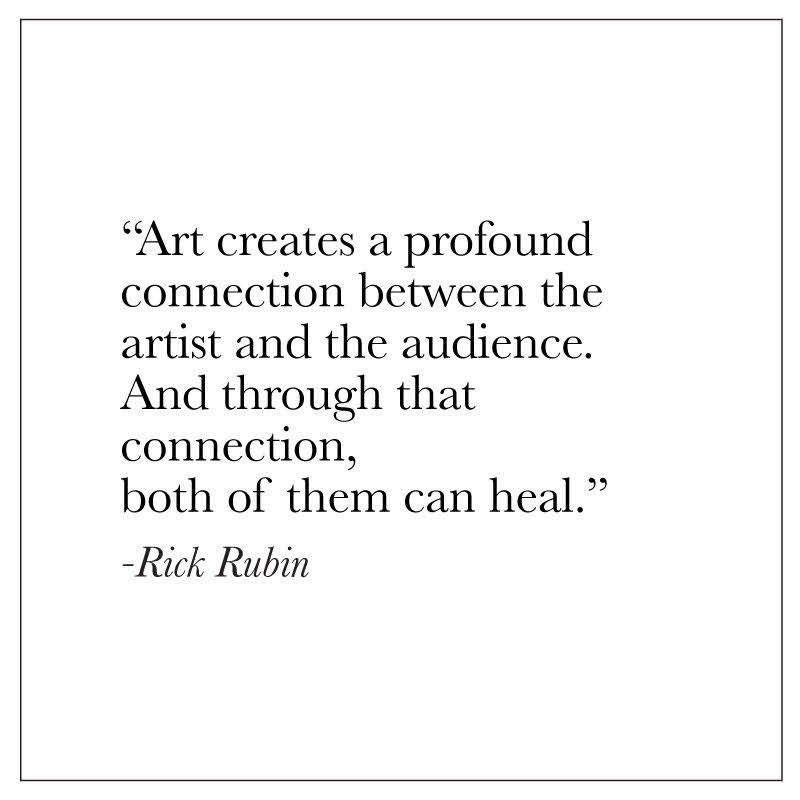 “Art creates a profound
connection between the
artist and the audience.
And through that
connection,
both of them can heal.”
-Rick Rubin